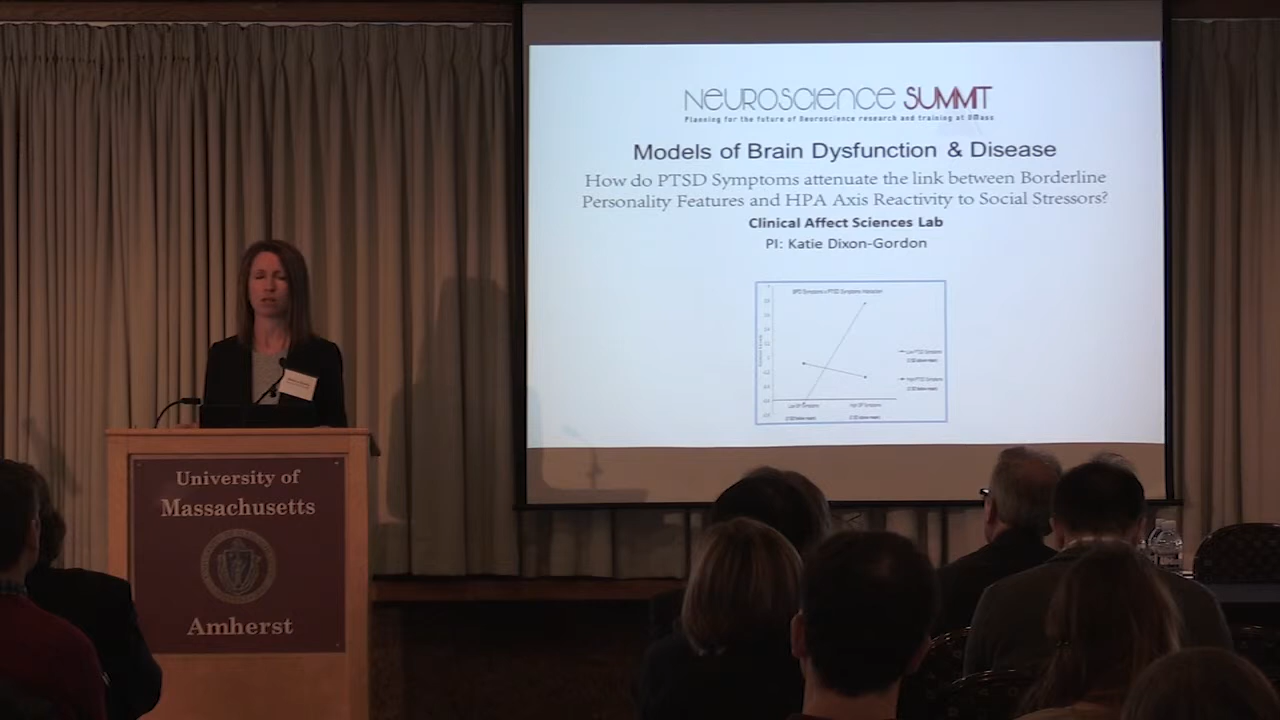 NEUROSCIENCE SUMMIT
Planning for the future of Neuroscience research and training at UMass
Models of Brain Dysfunction & Disease
How do PTSD Symptoms attenuate the link between Borderline
Personality Features and HPA Axis Reactivity to Social Stressors?
Clinical Affect Sciences Lab
PI: Katie Dixon-Gordon
University of
Massachusetts
Amherst